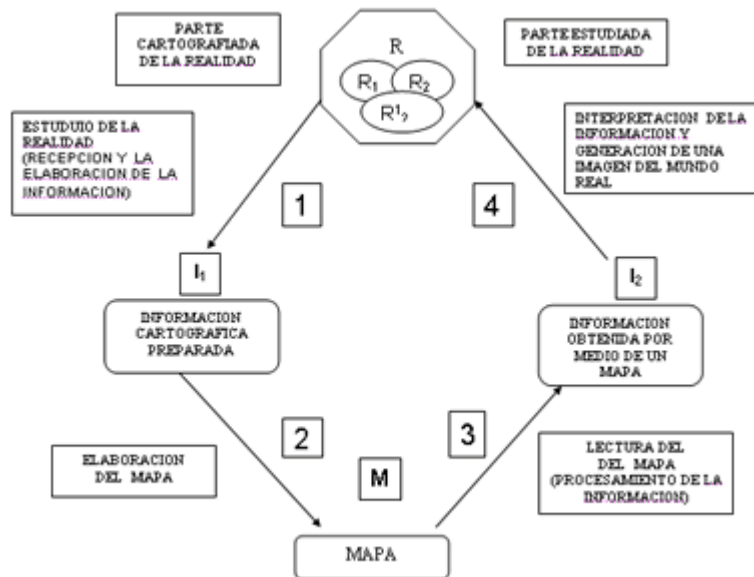 PARTE
CARTOGRAFIADA
DE LA REALIDAD
R
R₁ R₂
R¹₂
PARTE ESTUDIADA
DE LA REALIDAD
ESTUDUIO DE LA
REALIDAD
(RECEPCION Y LA
ELABORACION DE LA
INFORMACION)
INTERPRETACION DE LA
INFORMACION Y
GENERACION DE UNA
IMAGEN DEL MUNDO
REAL
1
4
I₁
I₂
INFORMACION
CARTOGRAFICA
PREPARADA
INFORMACION
OBTENIDA POR
MEDIO DE UN
MAPA
2
3
ELABORACION
DEL MAPA
M
LECTURA DEL
DEL MAPA
(PROCESAMIENTO DE LA
INFORMACION)
MAPA